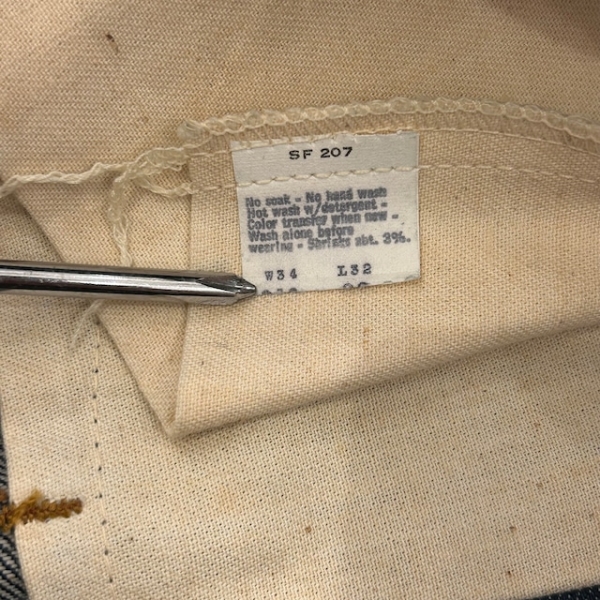 SF 207
No soak - No hand wash
Hot wash w/detergent -
Color transfer when new -
Wash alone before
wearing - Shrinks abt. 3%.
W34 L32